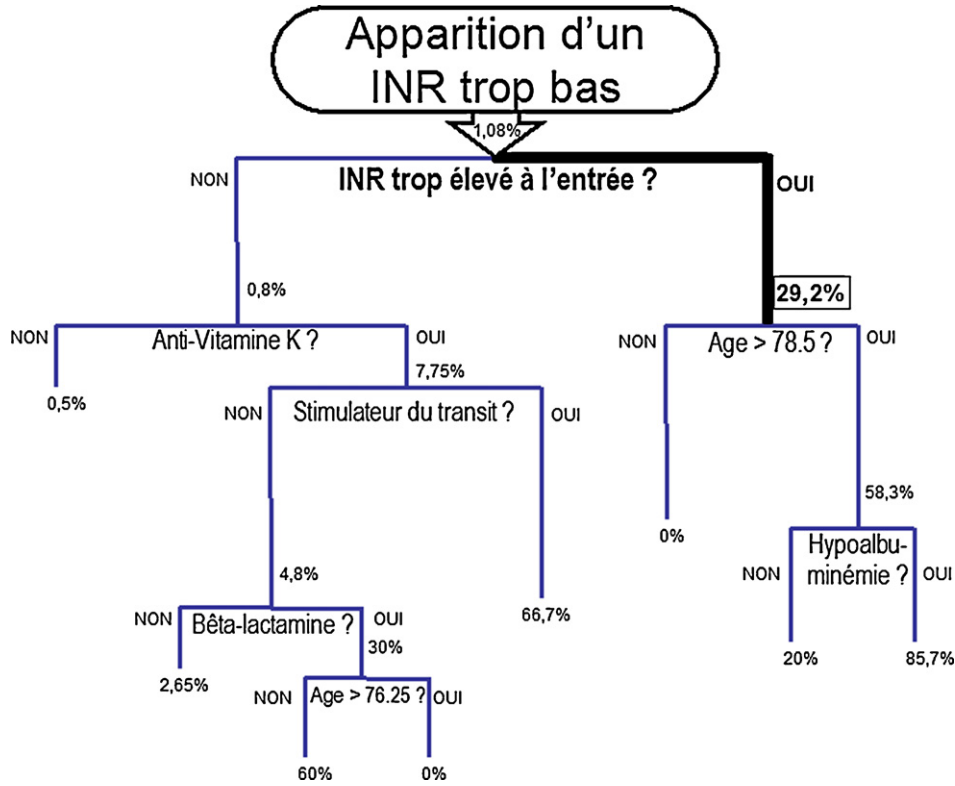 Apparition d'un
INR trop bas
1,08%
INR trop élevé à l'entrée ?
NON
OUI
0,8%
29,2%
NON
Anti-Vitamine K ?
OUI
NON
Age > 78.5 ?
OUI
0,5%
7,75%
NON
Stimulateur du transit ?
OUI
58,3%
0%
Hypoalbu-
minémie ?
NON
OUI
4,8%
66,7%
NON
Bêta-lactamine ?
OUI
30%
20%
85,7%
2,65%
NON
Age > 76.25 ?
OUI
60%
0%